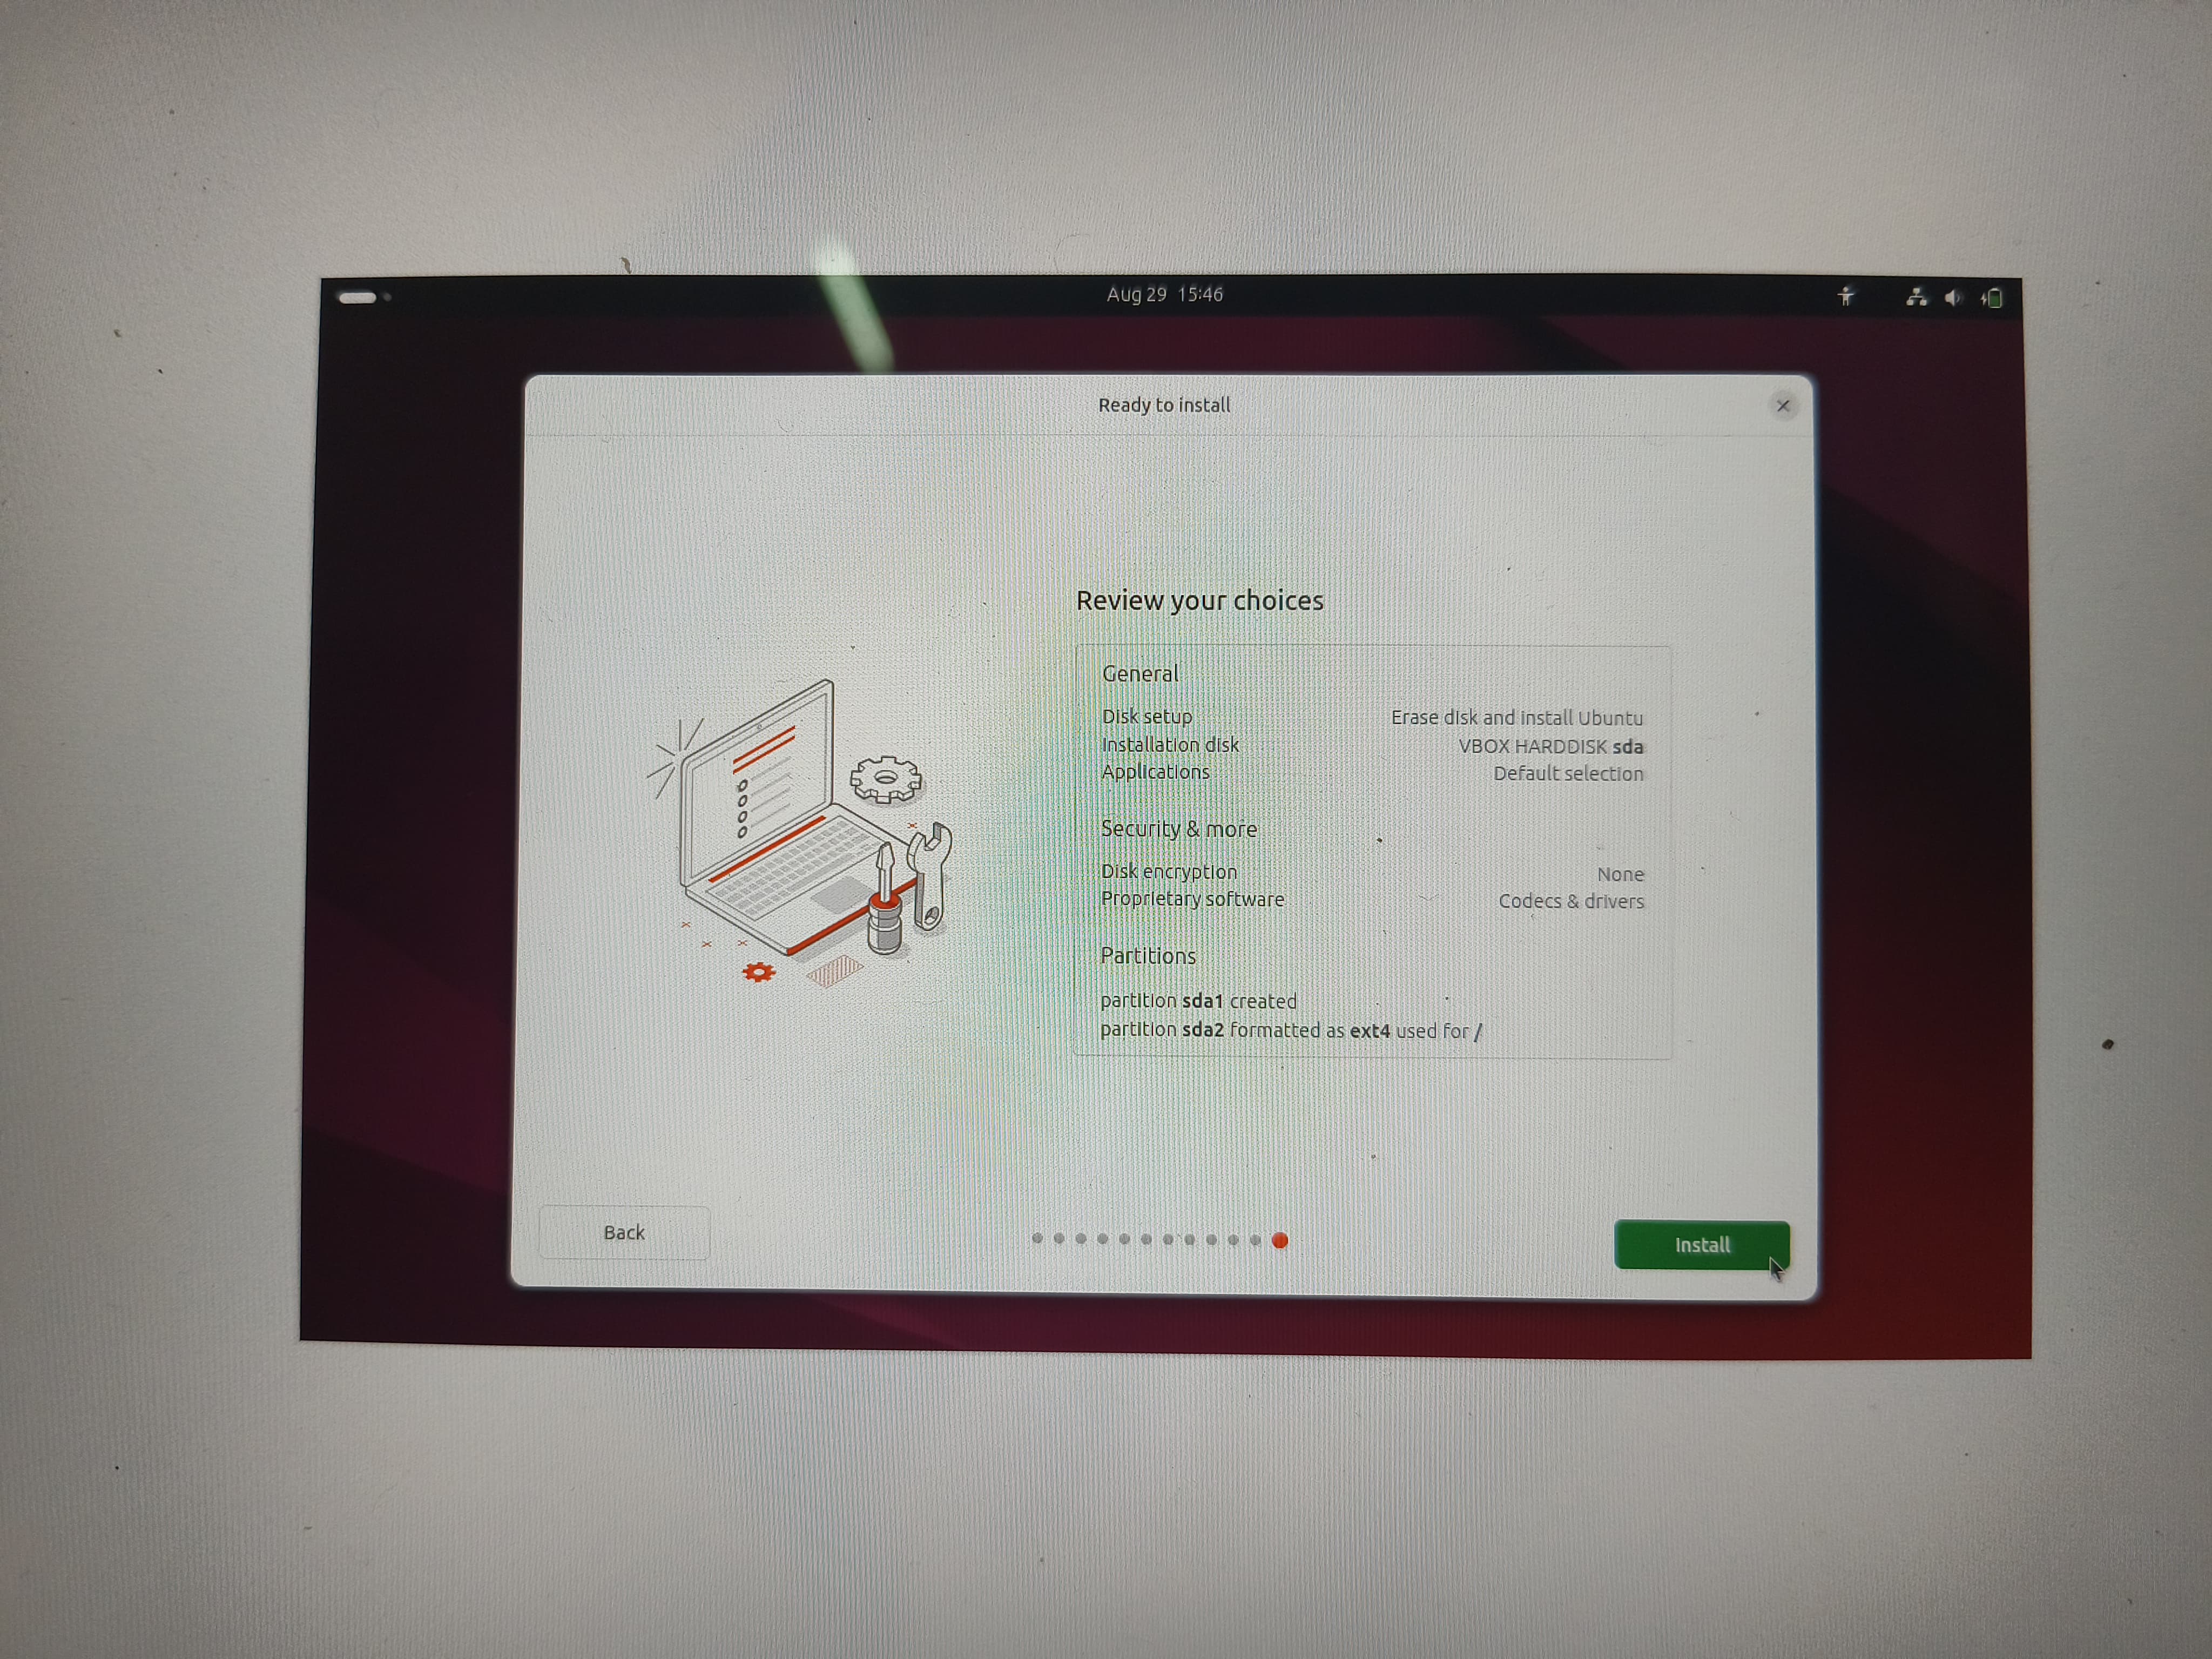 Aug 29 15:46
Ready to install
Review your choices
General
Disk setup Erase disk and install Ubuntu
Installation disk VBOX HARDDISK sda
Applications Default selection
Security & more
Disk encryption None
Proprietary software Codecs & drivers
Partitions
partition sda1 created
partition sda2 formatted as ext4 used for /
Back
Install